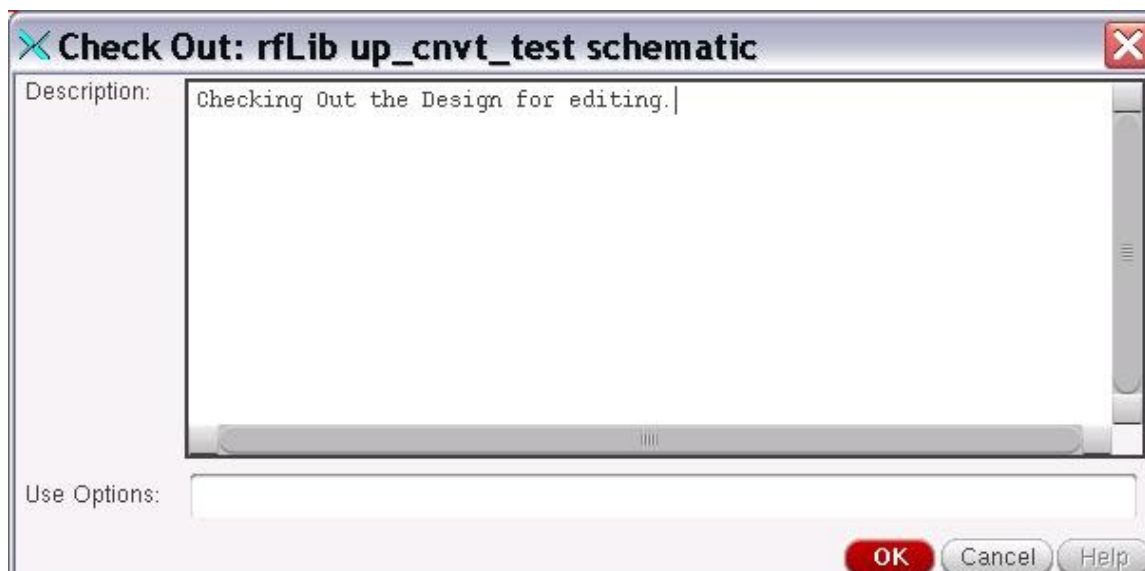 Check Out: rfLib up_cnvt_test schematic
Description:
Checking Out the Design for editing.
Use Options:
OK Cancel Help